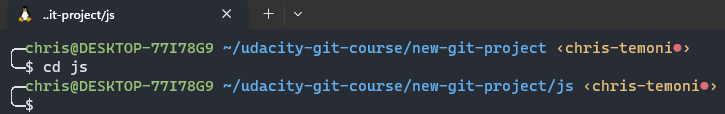 ..it-project/js
╭─chris@DESKTOP-77I78G9 ~/udacity-git-course/new-git-project ‹chris-temoni●›
╰─$ cd js
╭─chris@DESKTOP-77I78G9 ~/udacity-git-course/new-git-project/js ‹chris-temoni●›
╰─$